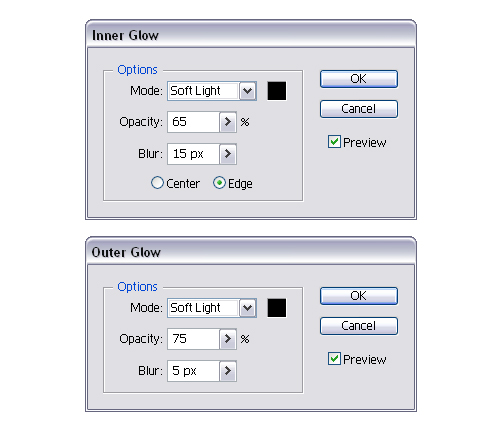 Inner Glow
Options
Mode: Soft Light
OK
Opacity: 65 %
Cancel
Blur: 15 px
Preview
Center Edge
Outer Glow
Options
Mode: Soft Light
OK
Opacity: 75 %
Cancel
Blur: 5 px
Preview